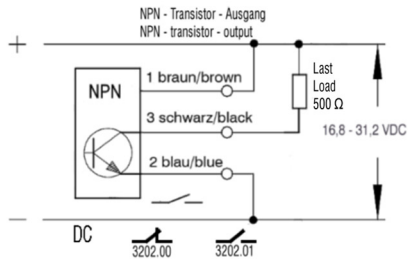 NPN - Transistor - Ausgang
NPN - transistor - output
+
1 braun/brown
NPN
Last
Load
500 Ω
3 schwarz/black
16,8 - 31,2 VDC
2 blau/blue
−
DC
3202.00
3202.01